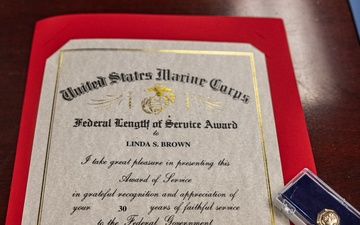 United States Marine Corps
Federal Length of Service Award
to
LINDA S. BROWN
I take great pleasure in presenting this
Award of Service
in grateful recognition and appreciation of
your 30 years of faithful service
to the Federal Government